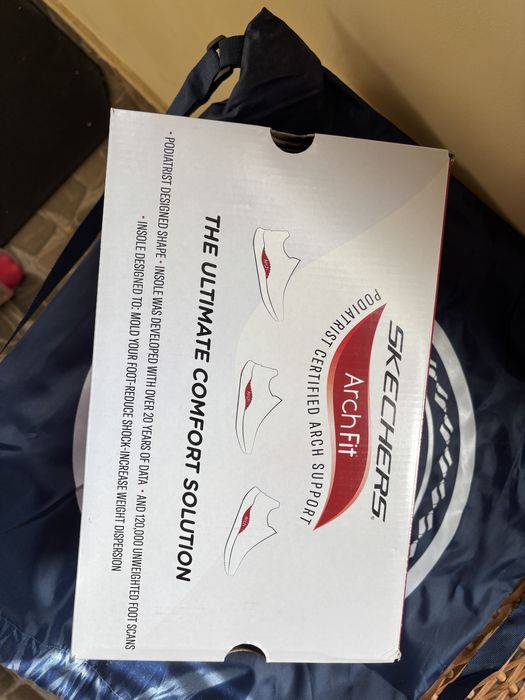 SKECHERS
Arch Fit
PODIATRIST CERTIFIED ARCH SUPPORT
THE ULTIMATE COMFORT SOLUTION
• PODIATRIST DESIGNED SHAPE • INSOLE WAS DEVELOPED WITH OVER 20 YEARS OF DATA • AND 120,000 UNWEIGHTED FOOT SCANS
• INSOLE DESIGNED TO: MOLD YOUR FOOT-REDUCE SHOCK-INCREASE WEIGHT DISPERSION